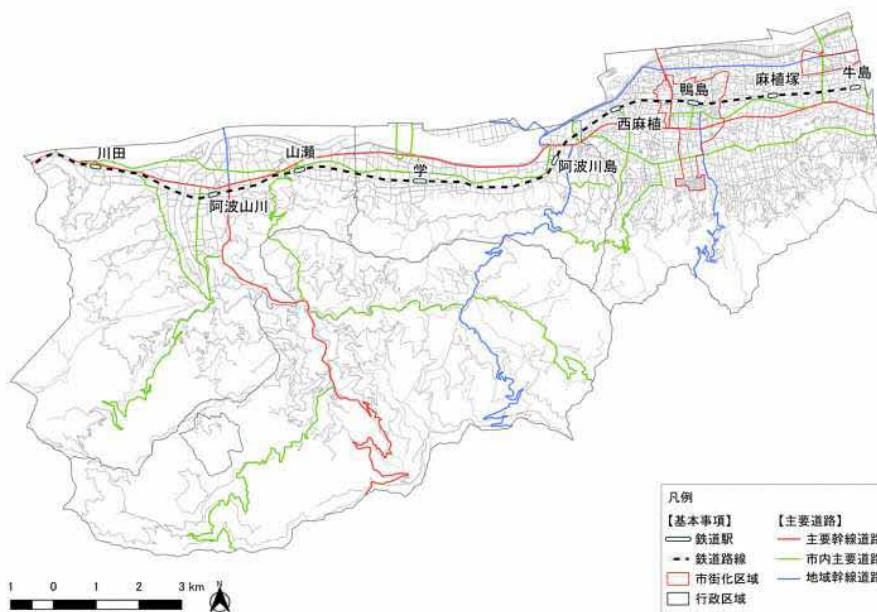 牛島
麻植塚
鴨島
西麻植
阿波川島
学
山瀬
川田
阿波山川
凡例
【基本事項】
【主要道路】
鉄道駅
主要幹線道路
鉄道路線
市内主要道路
市街化区域
地域幹線道路
行政区域
1 0 1 2 3 km
N